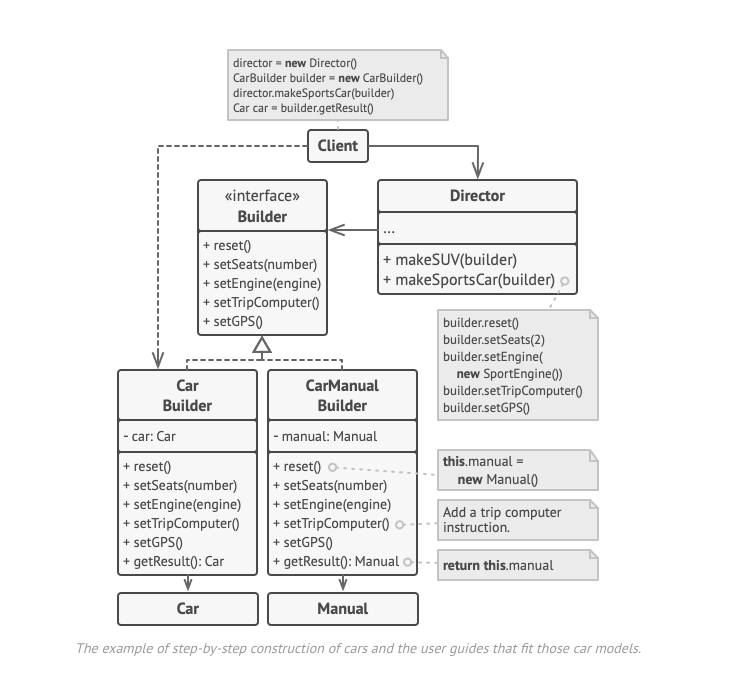 director = new Director()
CarBuilder builder = new CarBuilder()
director.makeSportsCar(builder)
Car car = builder.getResult()
Client
«interface»
Builder
+ reset()
+ setSeats(number)
+ setEngine(engine)
+ setTripComputer()
+ setGPS()
Director
...
+ makeSUV(builder)
+ makeSportsCar(builder)
builder.reset()
builder.setSeats(2)
builder.setEngine(
new SportEngine())
builder.setTripComputer()
builder.setGPS()
Car
Builder
- car: Car
+ reset()
+ setSeats(number)
+ setEngine(engine)
+ setTripComputer()
+ setGPS()
+ getResult(): Car
CarManual
Builder
- manual: Manual
+ reset()
+ setSeats(number)
+ setEngine(engine)
+ setTripComputer()
+ setGPS()
+ getResult(): Manual
this.manual =
new Manual()
Add a trip computer
instruction.
return this.manual
Car
Manual
The example of step-by-step construction of cars and the user guides that fit those car models.